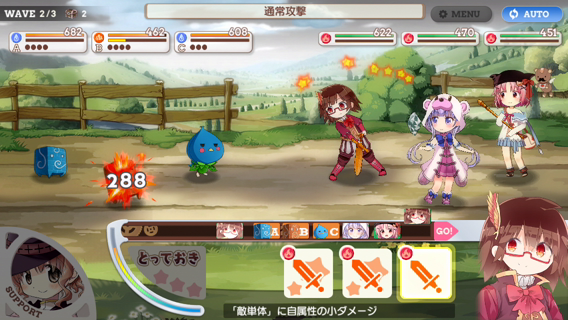 WAVE 2/3 2
通常攻撃
MENU
AUTO
682
A
462
B
608
C
622
470
451
288
A B C
GO!
とっておき
SUPPORT
「敵単体」に自属性の小ダメージ